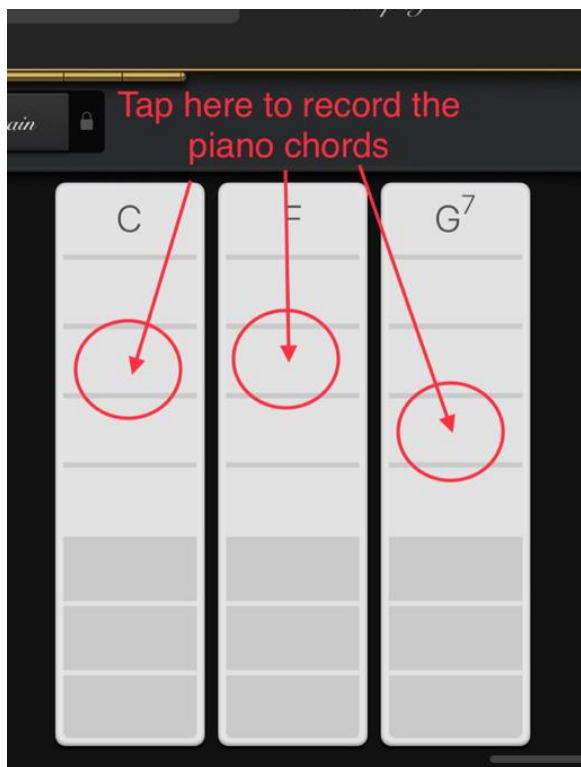 Tap here to record the
ain
piano chords
C F G⁷